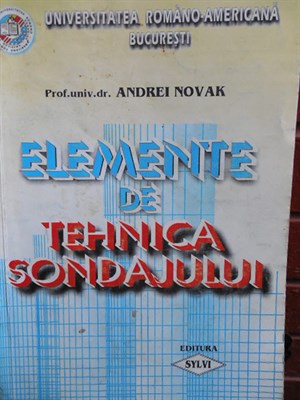 UNIVERSITATEA ROMÂNO-AMERICANĂ
BUCUREŞTI
Prof.univ.dr. ANDREI NOVAK
ELEMENTE
DE
TEHNICA
SONDAJULUI
EDITURA
SYLVI